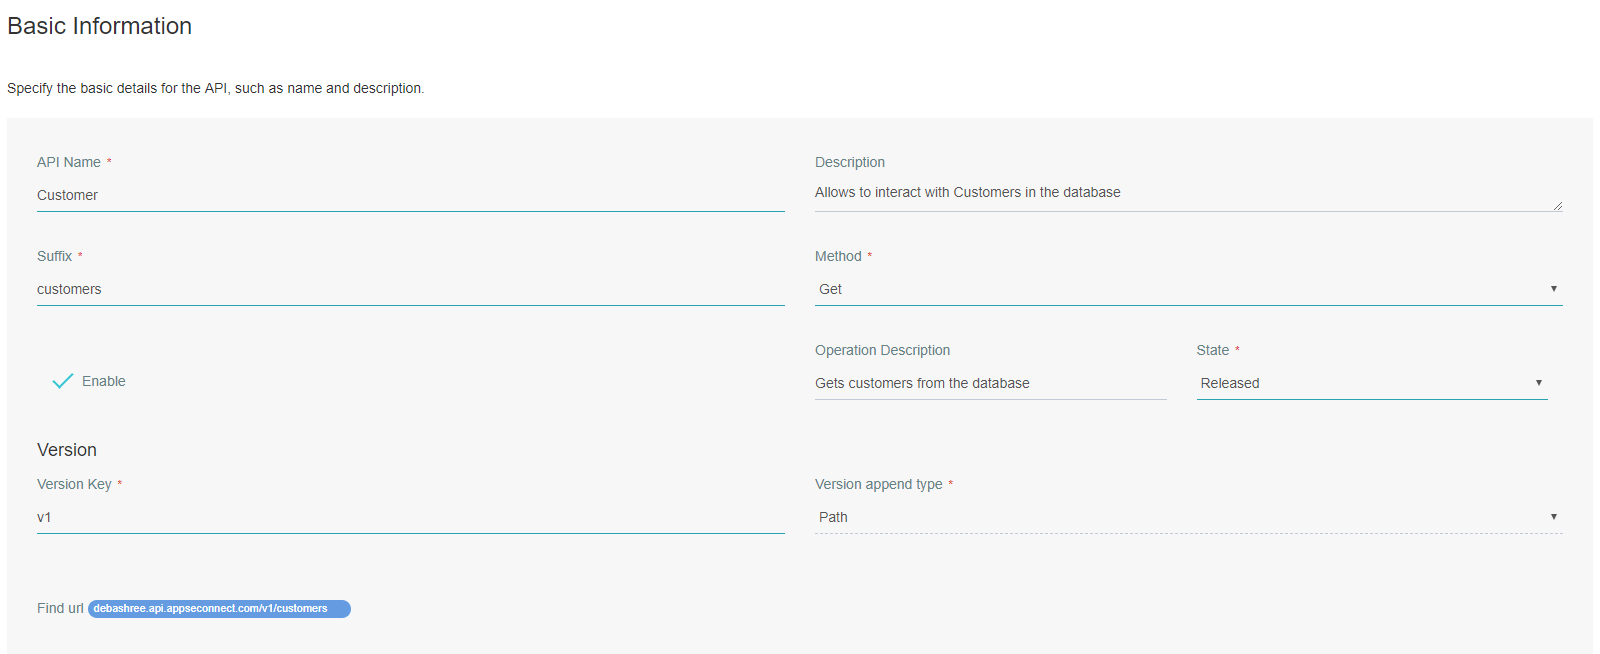 Basic Information
Specify the basic details for the API, such as name and description.
API Name *
Description
Customer
Allows to interact with Customers in the database
Suffix *
Method *
customers
Get
Operation Description
State *
Enable
Gets customers from the database
Released
Version
Version Key *
Version append type *
v1
Path
Find url debashree.api.appseconnect.com/v1/customers